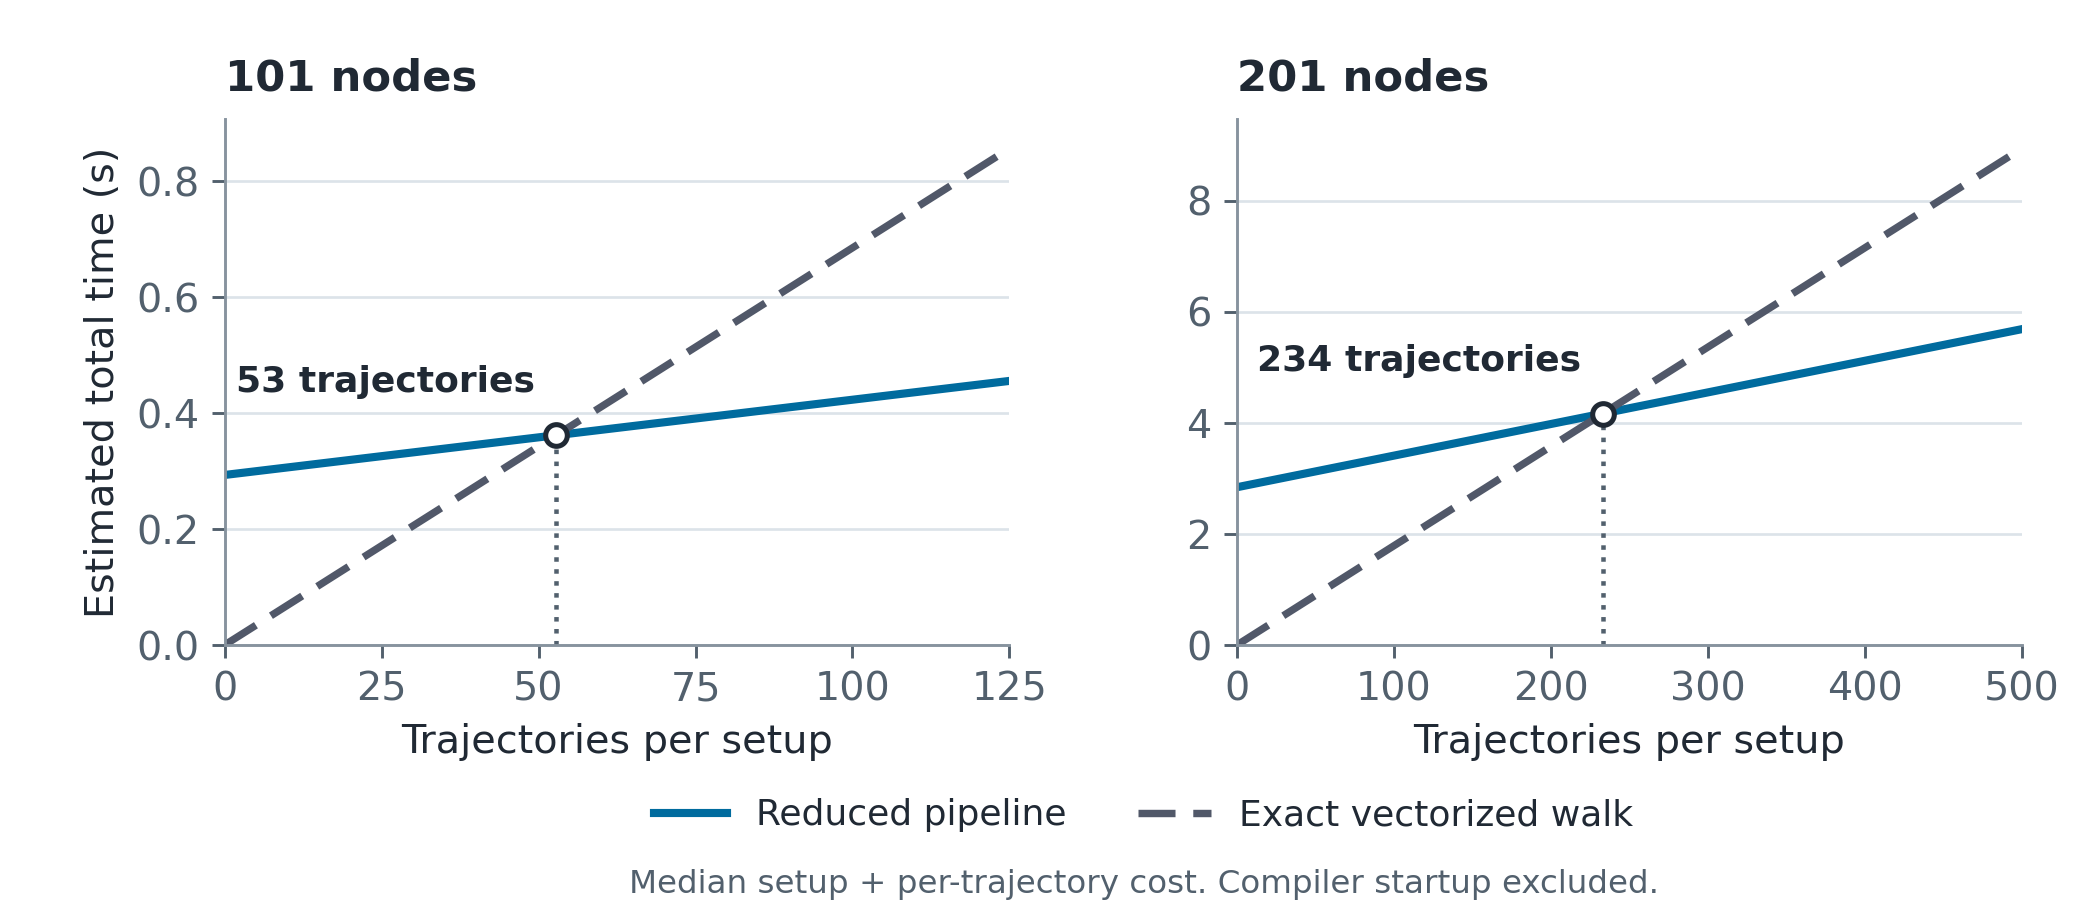 101 nodes
Estimated total time (s)
0.8
0.6
0.4
0.2
0.0
53 trajectories
0 25 50 75 100 125
Trajectories per setup
201 nodes
8
6
4
2
0
234 trajectories
0 100 200 300 400 500
Trajectories per setup
Reduced pipeline
Exact vectorized walk
Median setup + per-trajectory cost. Compiler startup excluded.